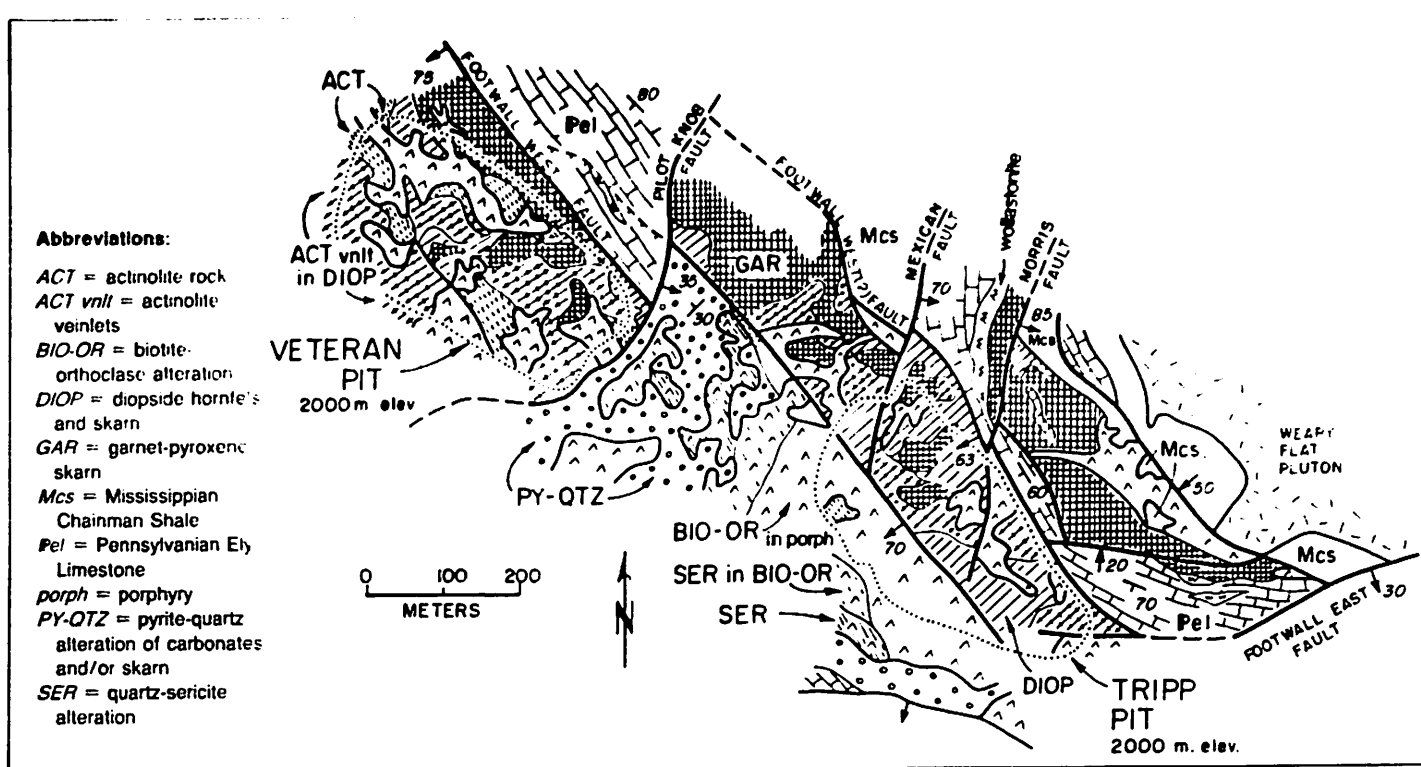 Abbreviations:
ACT = actinolite rock
ACT vnlt = actinolite
veinlets
BIO-OR = biotite-
orthoclase alteration
DIOP = diopside hornfe's
and skarn
GAR = garnet-pyroxene
skarn
Mcs = Mississippian
Chainman Shale
Pel = Pennsylvanian Ely
Limestone
porph = porphyry
PY-QTZ = pyrite-quartz
alteration of carbonates
and/or skarn
SER = quartz-sericite
alteration
ACT
75
FOOTWALL WEST FAULT
Pel
80
PILOT KNOB
FAULT
FOOTWALL
WEST(?) FAULT
Mcs
MEXICAN
FAULT
70
wollastonite
MORRIS
FAULT
85
Mcs
ACT vnlt
in DIOP
GAR
35
30
VETERAN
PIT
2000 m. elev
WEARY
FLAT
PLUTON
Mcs
50
63
60
PY-QTZ
BIO-OR in porph
70
20
Mcs
30
SER in BIO-OR
SER
70
Pel
FOOTWALL EAST
FAULT
0 100 200
METERS
N
DIOP
TRIPP
PIT
2000 m. elev.